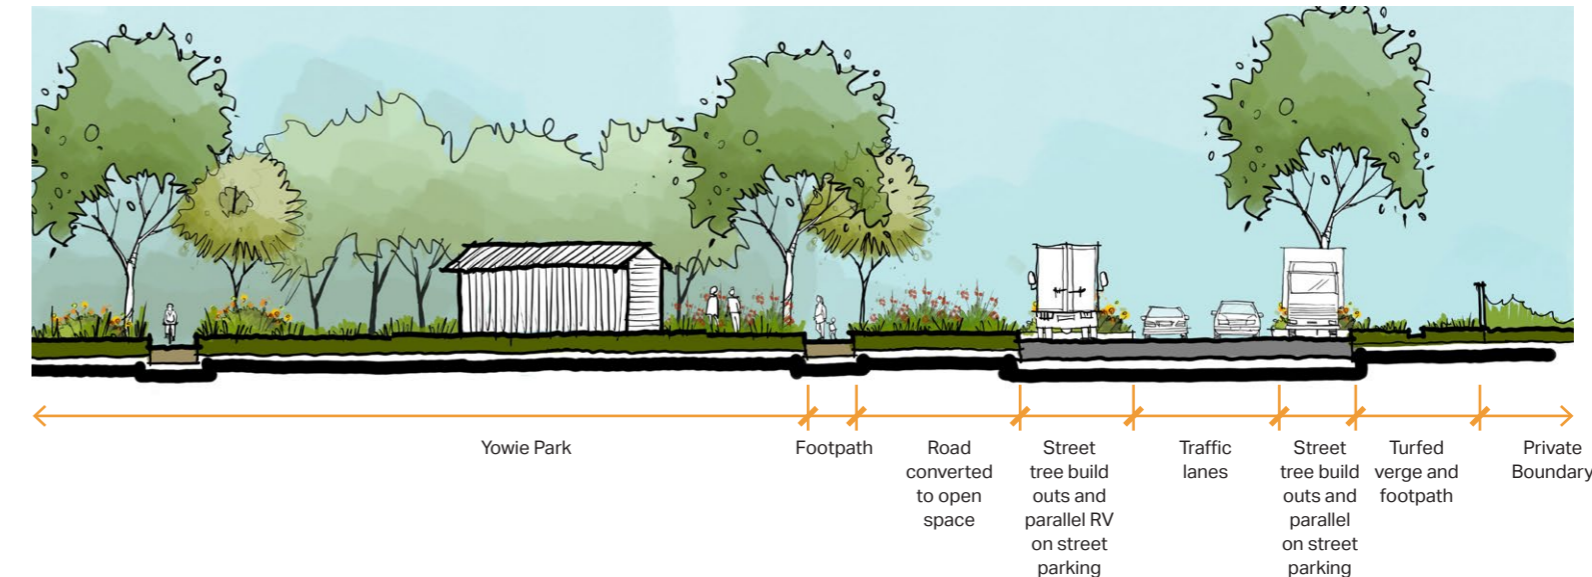 Yowie Park
Footpath
Road
converted
to open
space
Street
tree build
outs and
parallel RV
on street
parking
Traffic
lanes
Street
tree build
outs and
parallel
on street
parking
Turfed
verge and
footpath
Private
Boundary